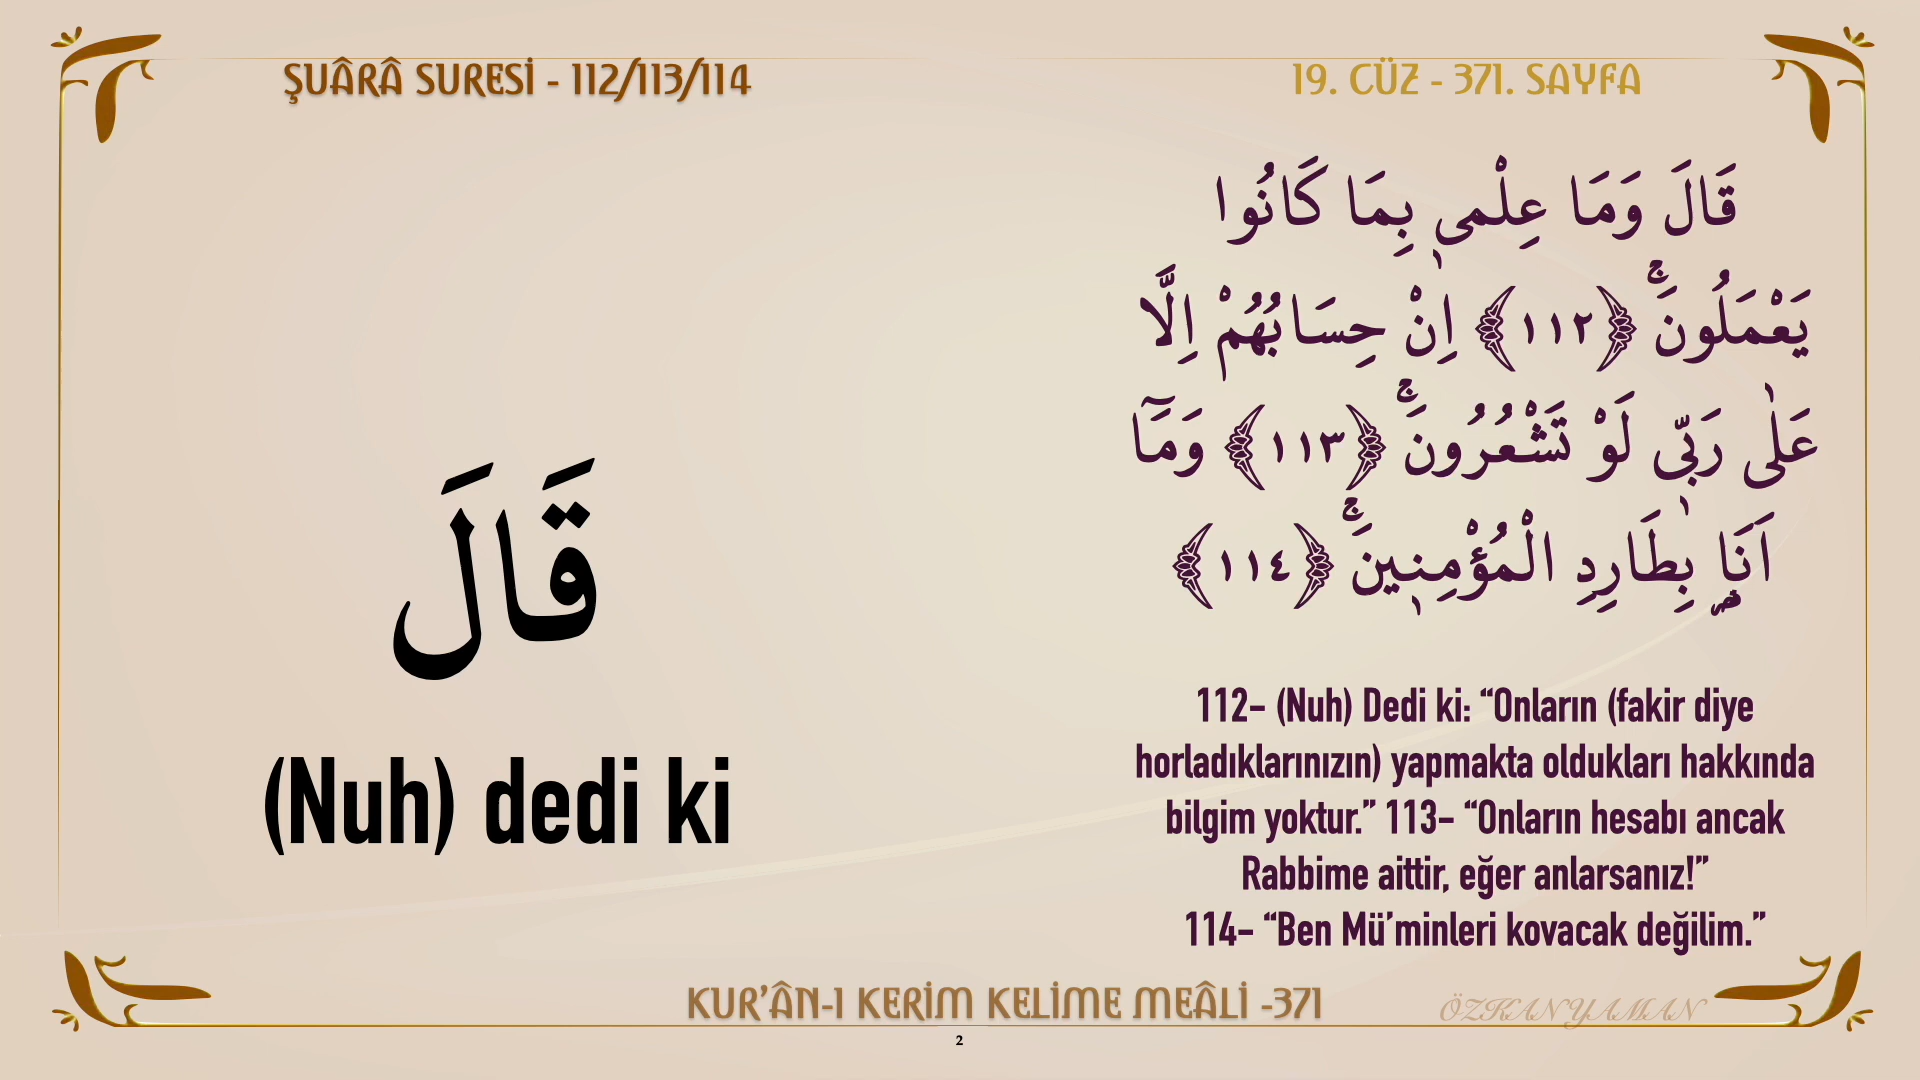 ŞUÂRÂ SURESİ - 112/113/114
19. CÜZ - 371. SAYFA
قَالَ
(Nuh) dedi ki
قَالَ وَمَا عِلْمٖى بِمَا كَانُوا
يَعْمَلُونَۚ ﴿١١٢﴾ اِنْ حِسَابُهُمْ اِلَّا
عَلٰى رَبّٖى لَوْ تَشْعُرُونَۚ ﴿١١٣﴾ وَمَٓا
اَنَا۬ بِطَارِدِ الْمُؤْمِنٖينَۚ ﴿١١٤﴾
112- (Nuh) Dedi ki: “Onların (fakir diye
horladıklarınızın) yapmakta oldukları hakkında
bilgim yoktur.” 113- “Onların hesabı ancak
Rabbime aittir, eğer anlarsanız!”
114- “Ben Mü’minleri kovacak değilim.”
KUR’ÂN-I KERİM KELİME MEÂLİ -371
ÖZKAN YAMAN
2